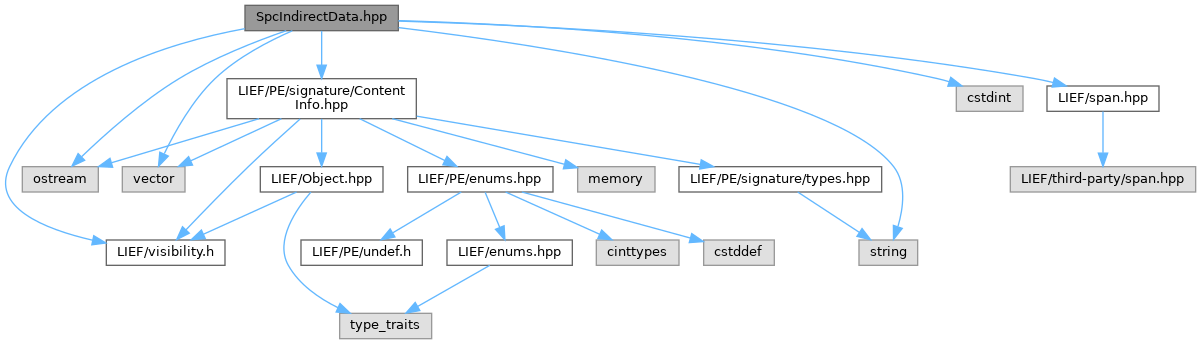 SpcIndirectData.hpp
LIEF/PE/signature/Content
Info.hpp
cstdint
LIEF/span.hpp
ostream
vector
LIEF/Object.hpp
LIEF/PE/enums.hpp
memory
LIEF/PE/signature/types.hpp
LIEF/third-party/span.hpp
LIEF/visibility.h
LIEF/PE/undef.h
LIEF/enums.hpp
cinttypes
cstddef
string
type_traits